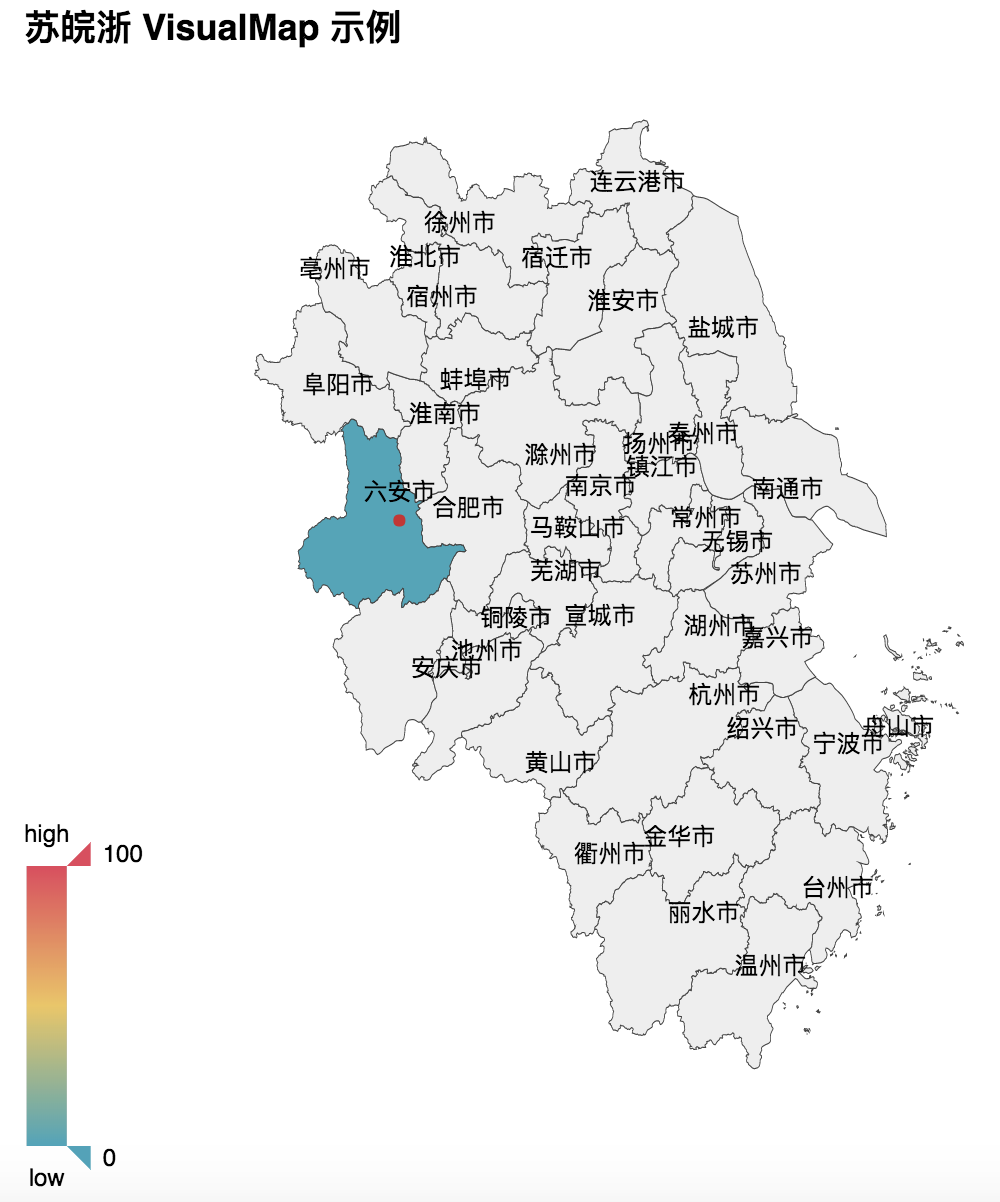 苏皖浙 VisualMap 示例
连云港市
徐州市
淮北市
宿迁市
亳州市
宿州市
淮安市
盐城市
蚌埠市
阜阳市
淮南市
泰州市
扬州市
滁州市
镇江市
南京市
南通市
六安市
合肥市
常州市
马鞍山市
无锡市
芜湖市
苏州市
铜陵市
宣城市
湖州市
嘉兴市
池州市
安庆市
杭州市
绍兴市
舟山市
宁波市
黄山市
金华市
衢州市
台州市
丽水市
温州市
high
100
0
low